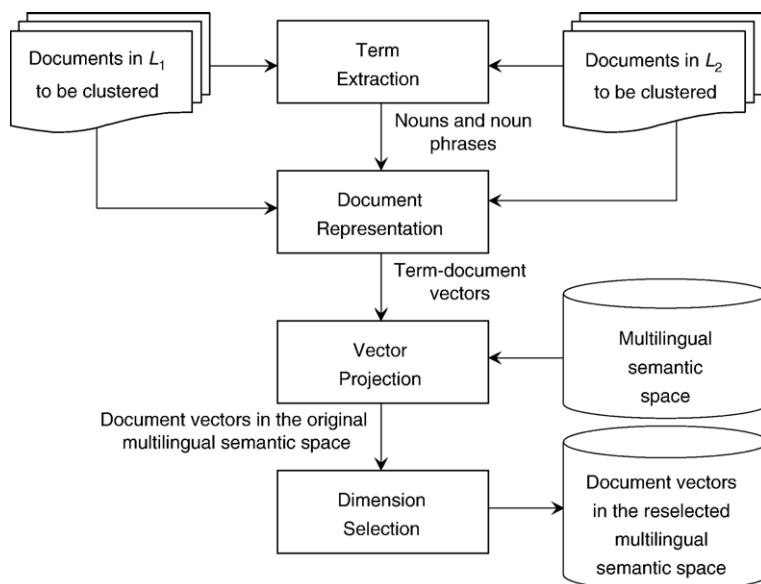 Documents in L1
to be clustered
Term
Extraction
Documents in L2
to be clustered
Nouns and noun
phrases
Document
Representation
Term-document
vectors
Vector
Projection
Multilingual
semantic
space
Document vectors in the original
multilingual semantic space
Dimension
Selection
Document vectors
in the reselected
multilingual
semantic space